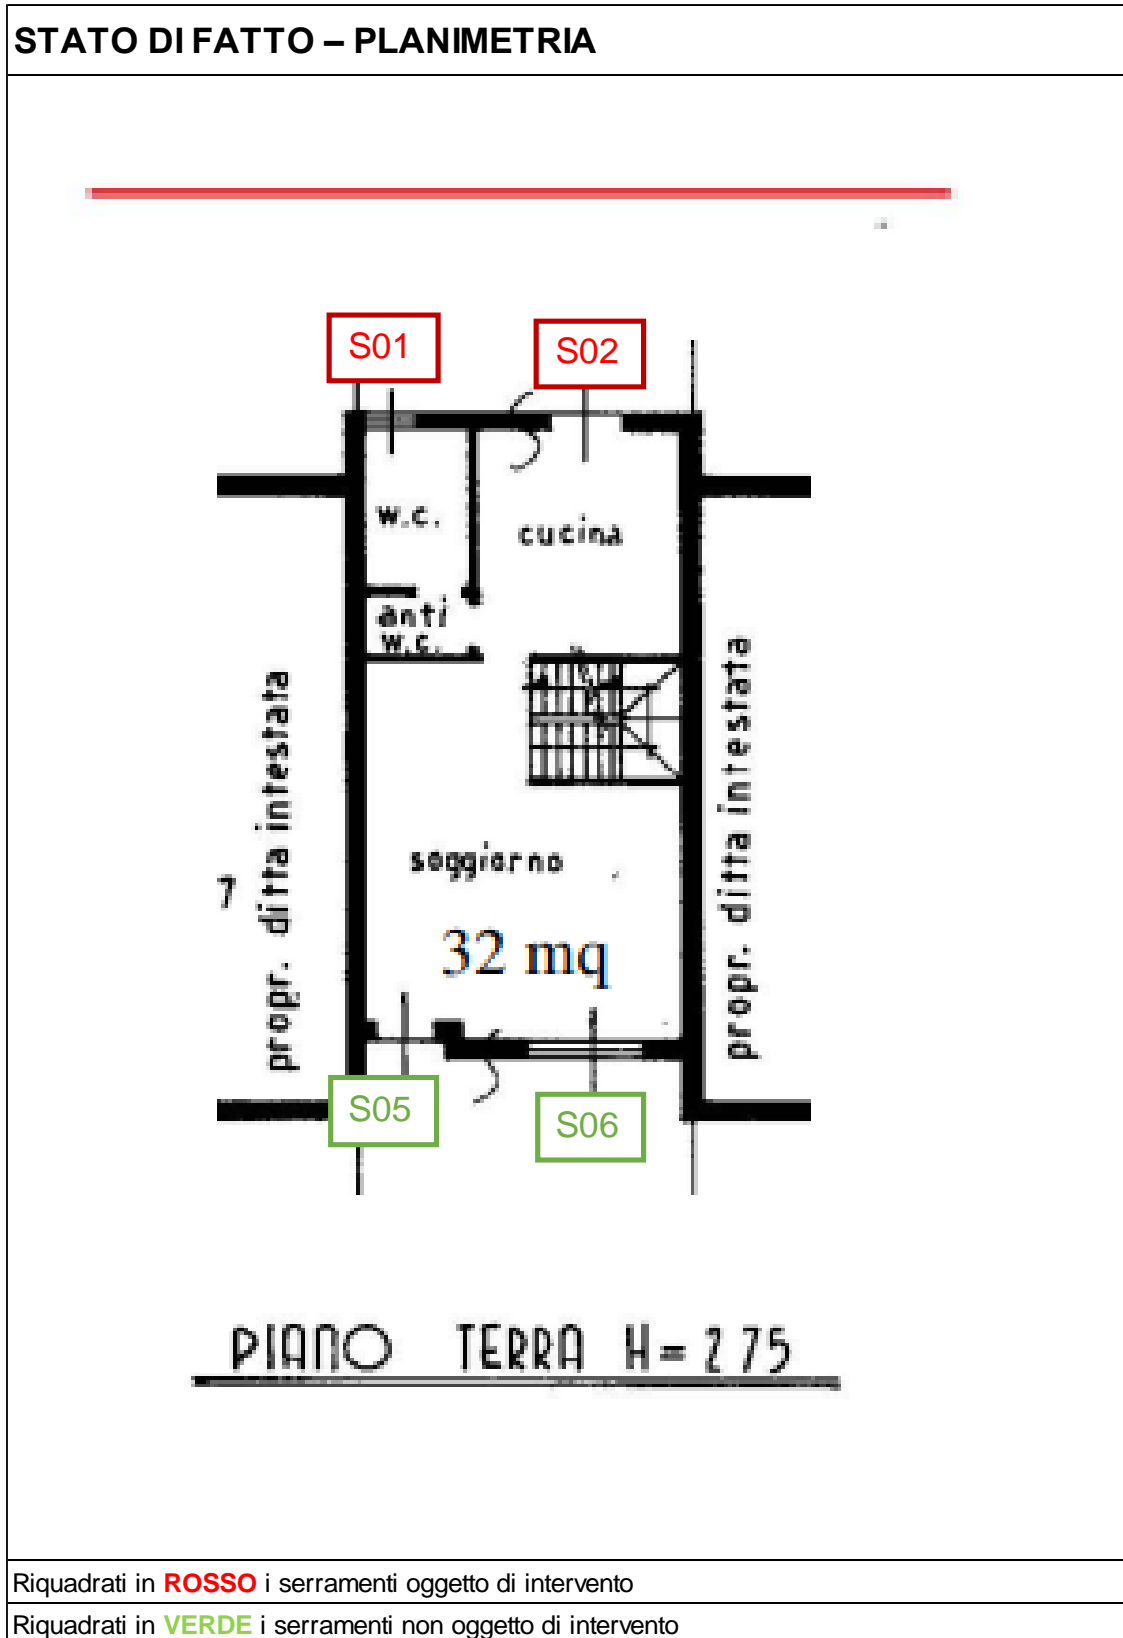 STATO DI FATTO – PLANIMETRIA
S01
S02
w.c.
cucina
anti
w.c.
propr. ditta intestata
propr. ditta intestata
soggiorno
7
32 mq
S05
S06
PIANO TERRA H = 2 75
Riquadrati in ROSSO i serramenti oggetto di intervento
Riquadrati in VERDE i serramenti non oggetto di intervento